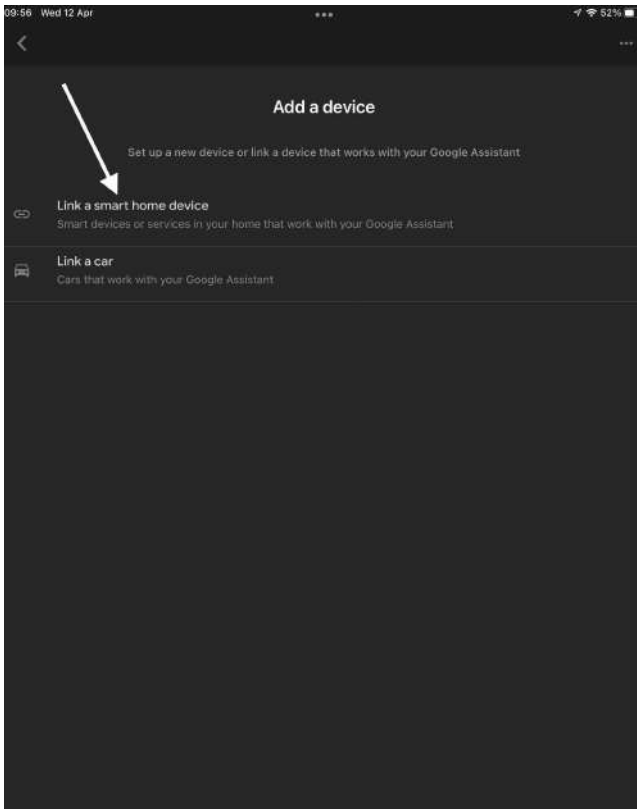 09:56 Wed 12 Apr
52%
Add a device
Set up a new device or link a device that works with your Google Assistant
Link a smart home device
Smart devices or services in your home that work with your Google Assistant
Link a car
Cars that work with your Google Assistant